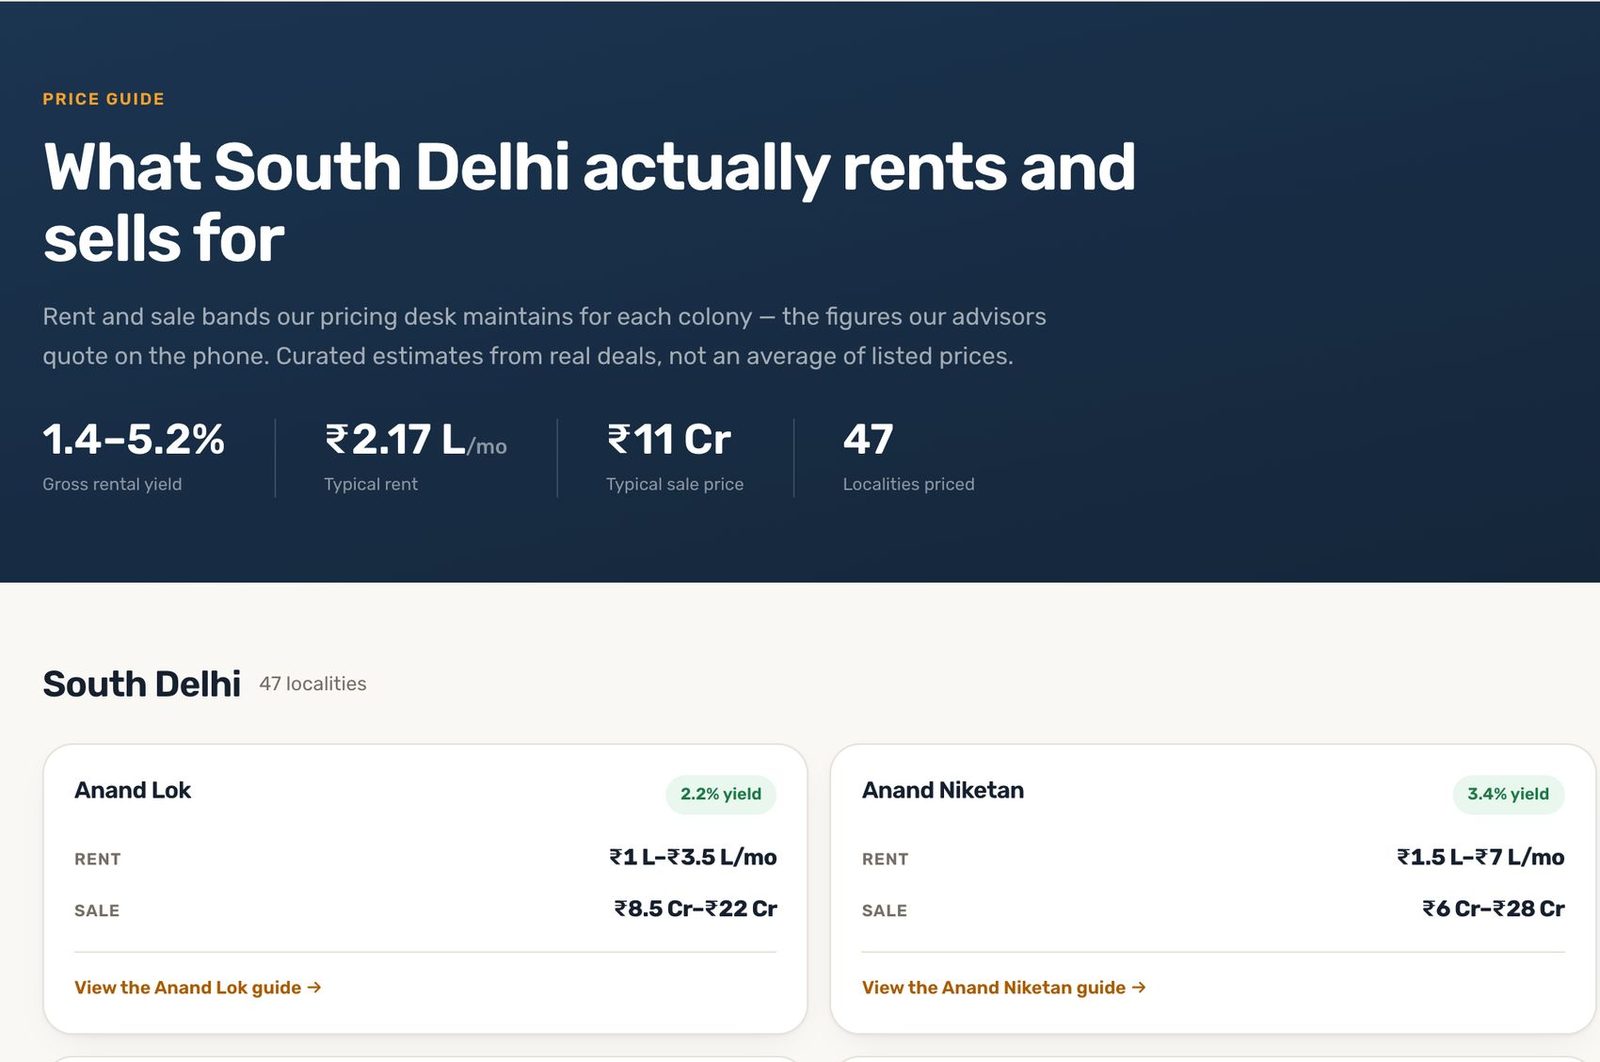 PRICE GUIDE
What South Delhi actually rents and
sells for
Rent and sale bands our pricing desk maintains for each colony — the figures our advisors
quote on the phone. Curated estimates from real deals, not an average of listed prices.
1.4–5.2%
Gross rental yield
₹2.17 L/mo
Typical rent
₹11 Cr
Typical sale price
47
Localities priced
South Delhi 47 localities
Anand Lok
2.2% yield
RENT ₹1 L–₹3.5 L/mo
SALE ₹8.5 Cr–₹22 Cr
View the Anand Lok guide →
Anand Niketan
3.4% yield
RENT ₹1.5 L–₹7 L/mo
SALE ₹6 Cr–₹28 Cr
View the Anand Niketan guide →